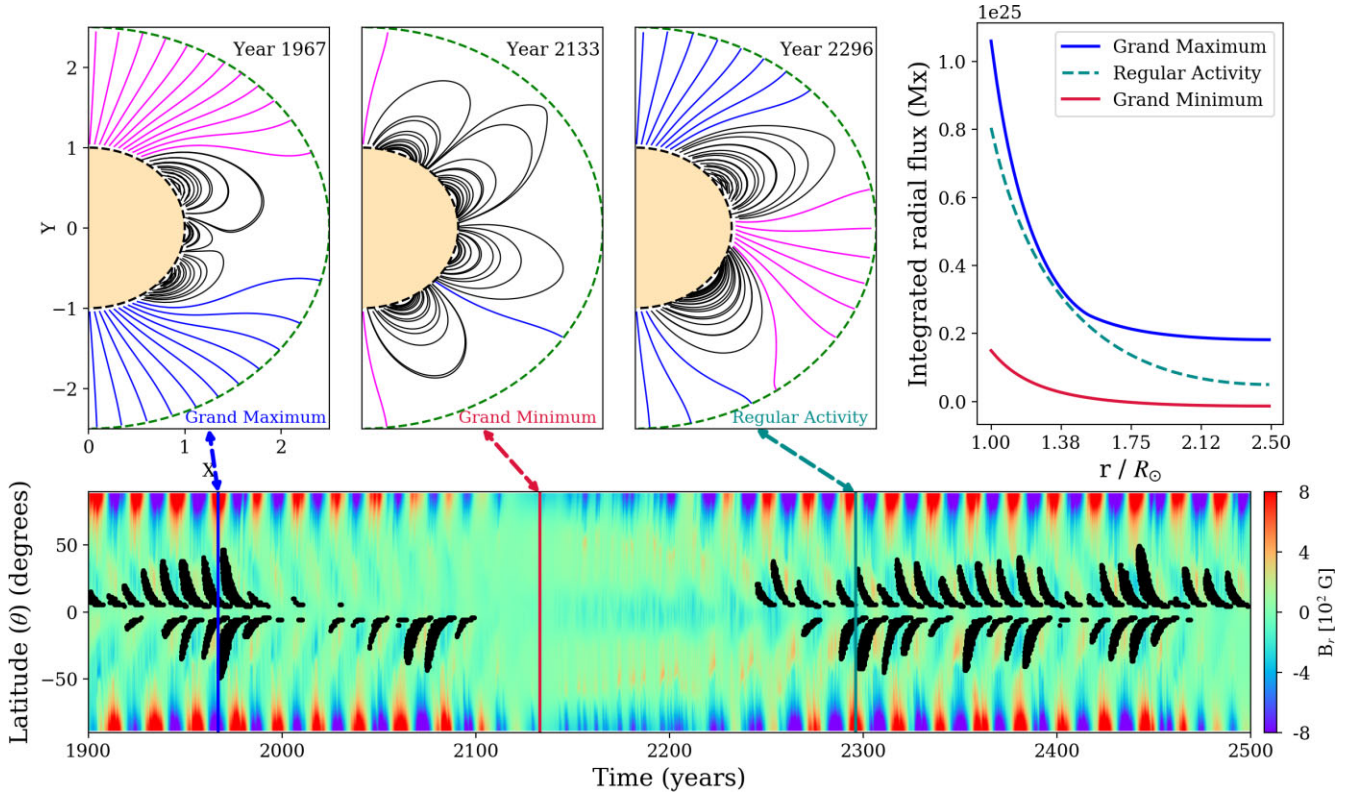 Year 1967
Year 2133
Year 2296
1e25
Grand Maximum
Regular Activity
Grand Minimum
Integrated radial flux (Mx)
1.0
0.8
0.6
0.4
0.2
0.0
1.00 1.38 1.75 2.12 2.50
r / R☉
Y
2
1
0
−1
−2
0 1 2
X
Grand Maximum
Grand Minimum
Regular Activity
Latitude (θ) (degrees)
50
0
−50
1900 2000 2100 2200 2300 2400 2500
Time (years)
8
4
0
-4
-8
Bᵣ [10² G]